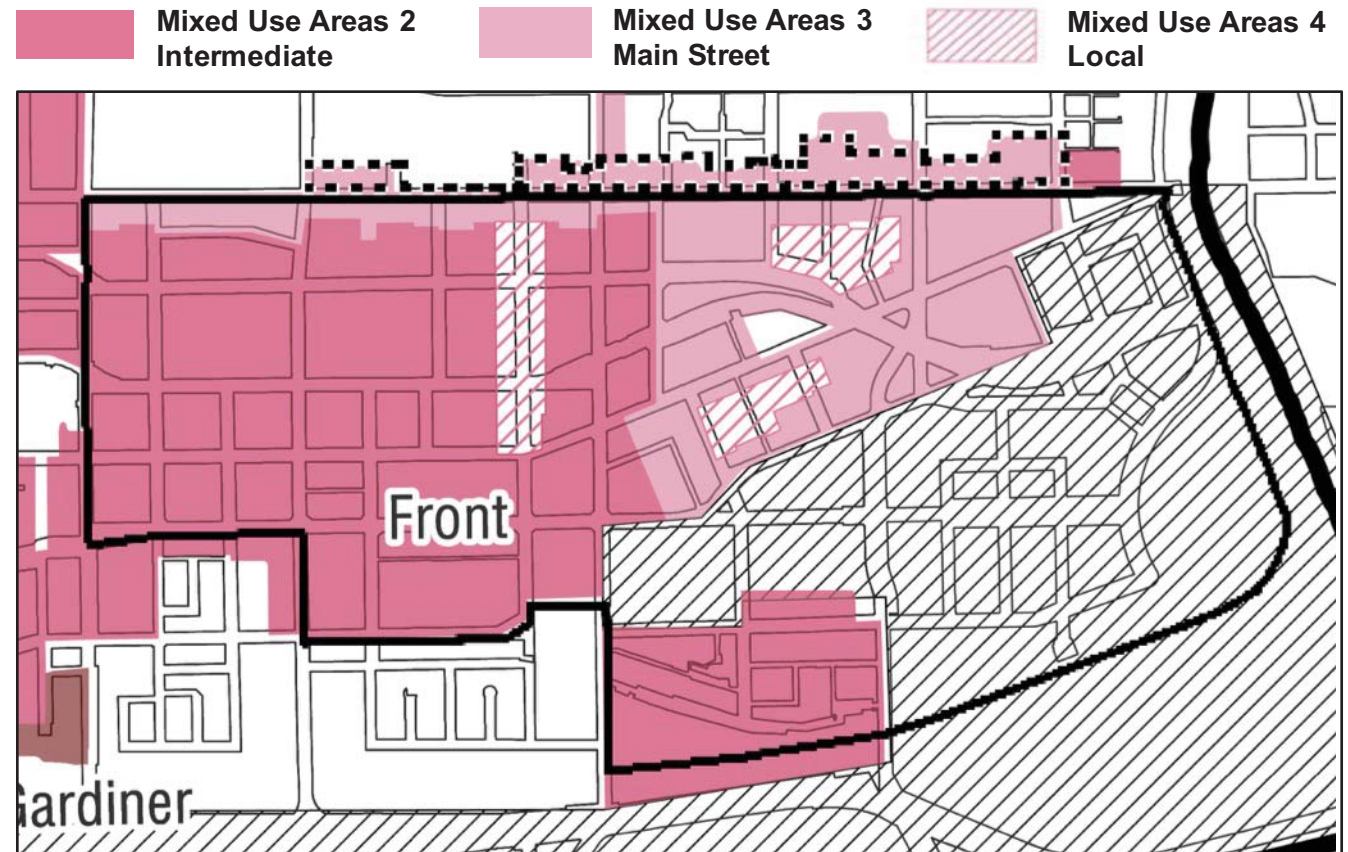 Mixed Use Areas 2
Intermediate
Mixed Use Areas 3
Main Street
Mixed Use Areas 4
Local
Front
Gardiner